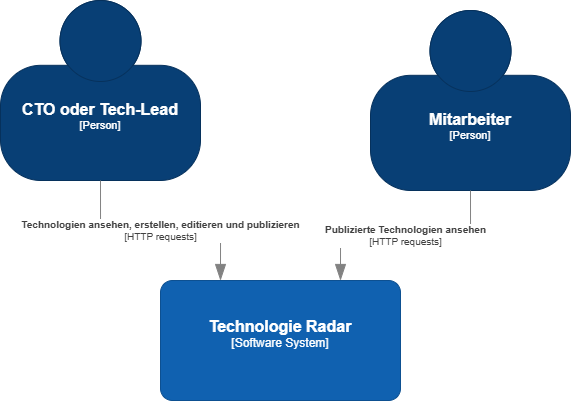 CTO oder Tech-Lead
[Person]
Mitarbeiter
[Person]
Technologien ansehen, erstellen, editieren und publizieren
[HTTP requests]
Publizierte Technologien ansehen
[HTTP requests]
Technologie Radar
[Software System]